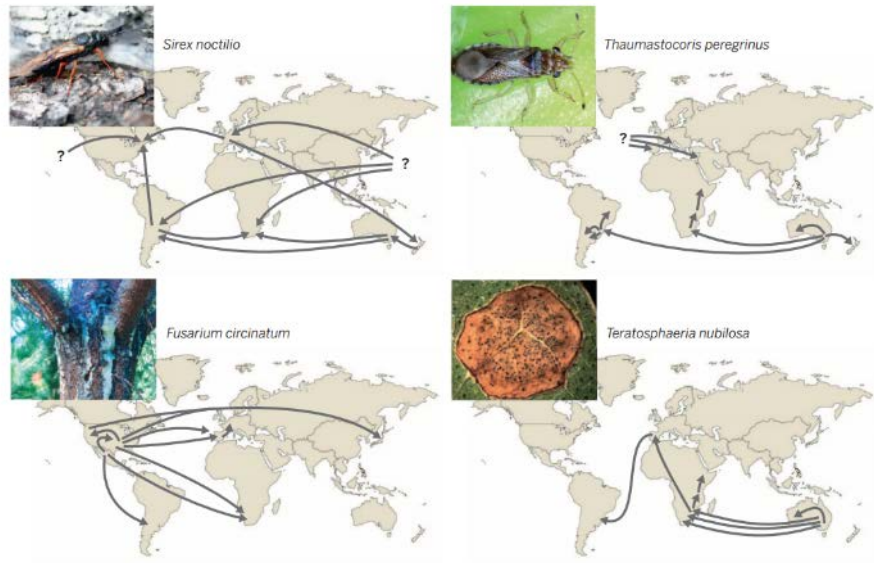 Sirex noctilio
Thaumastocoris peregrinus
?
?
?
Fusarium circinatum
Teratosphaeria nubilosa